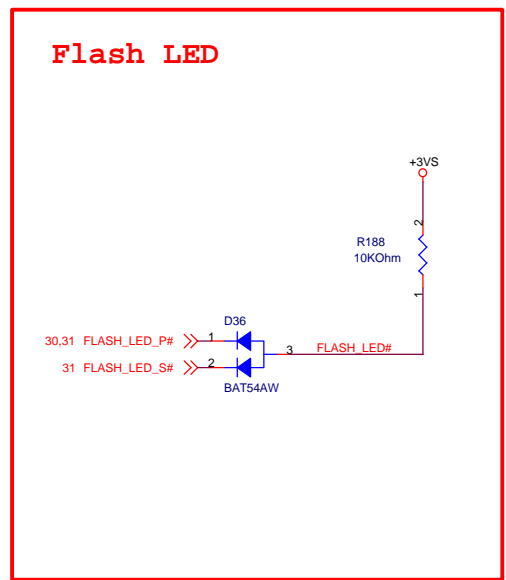 Flash LED
+3VS
2
R188
10KOhm
1
D36
30,31 FLASH_LED_P# 1
3 FLASH_LED#
31 FLASH_LED_S# 2
BAT54AW